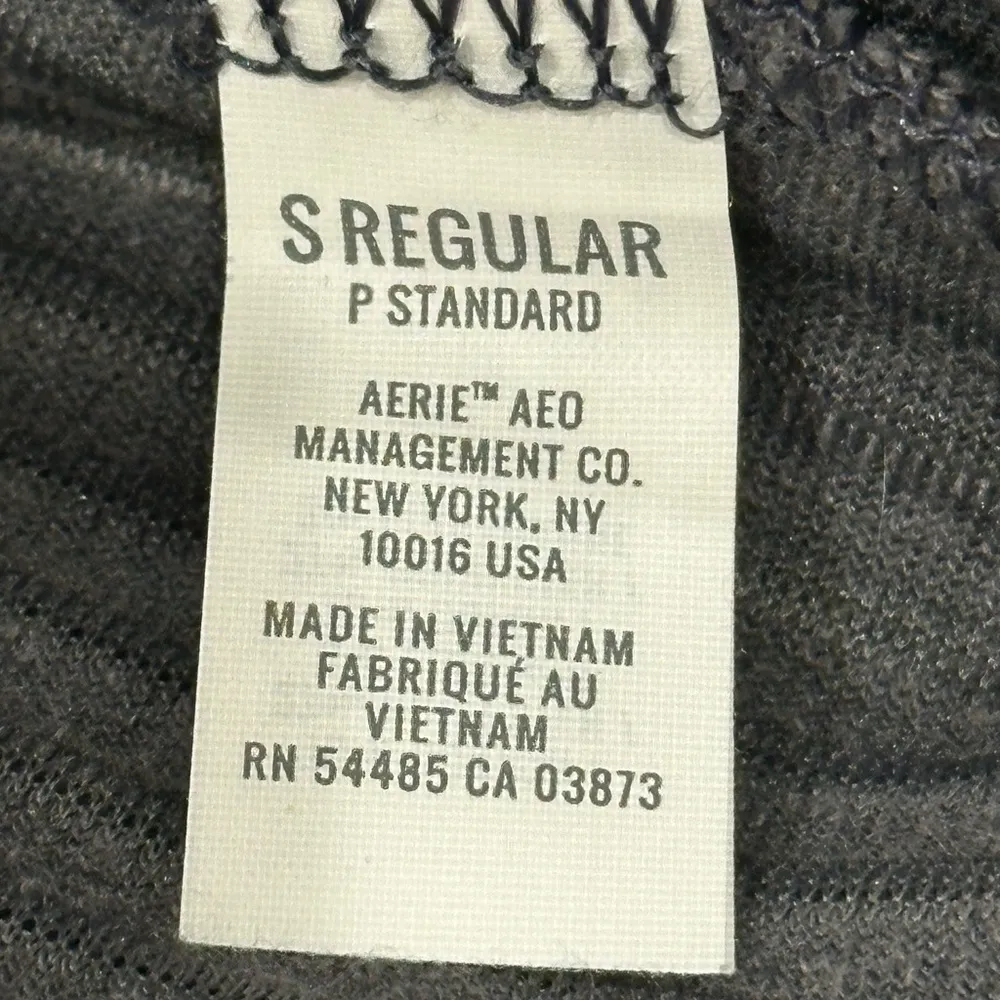 S REGULAR
P STANDARD
AERIE™ AEO
MANAGEMENT CO.
NEW YORK, NY
10016 USA
MADE IN VIETNAM
FABRIQUÉ AU
VIETNAM
RN 54485 CA 03873